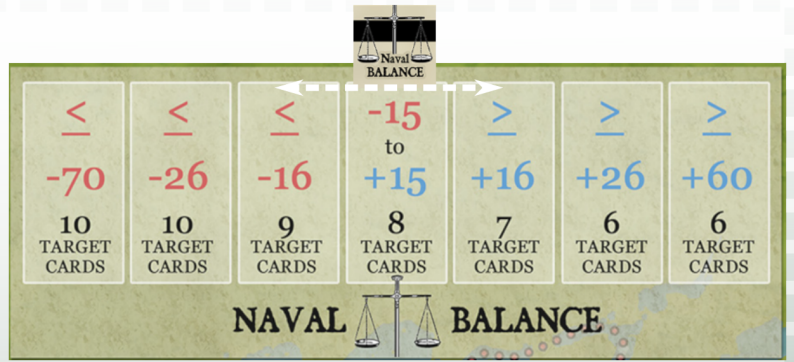 Naval
BALANCE
≤
-70
10
TARGET
CARDS
≤
-26
10
TARGET
CARDS
≤
-16
9
TARGET
CARDS
-15
to
+15
8
TARGET
CARDS
≥
+16
7
TARGET
CARDS
≥
+26
6
TARGET
CARDS
≥
+60
6
TARGET
CARDS
NAVAL BALANCE